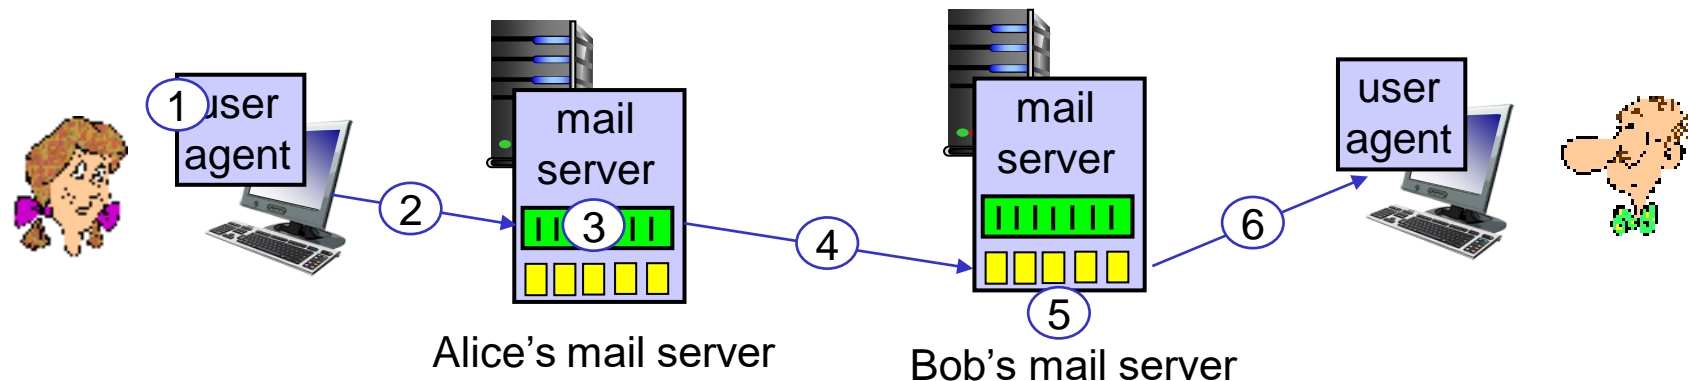 1
user
agent
2
mail
server
3
Alice's mail server
4
mail
server
5
Bob's mail server
6
user
agent